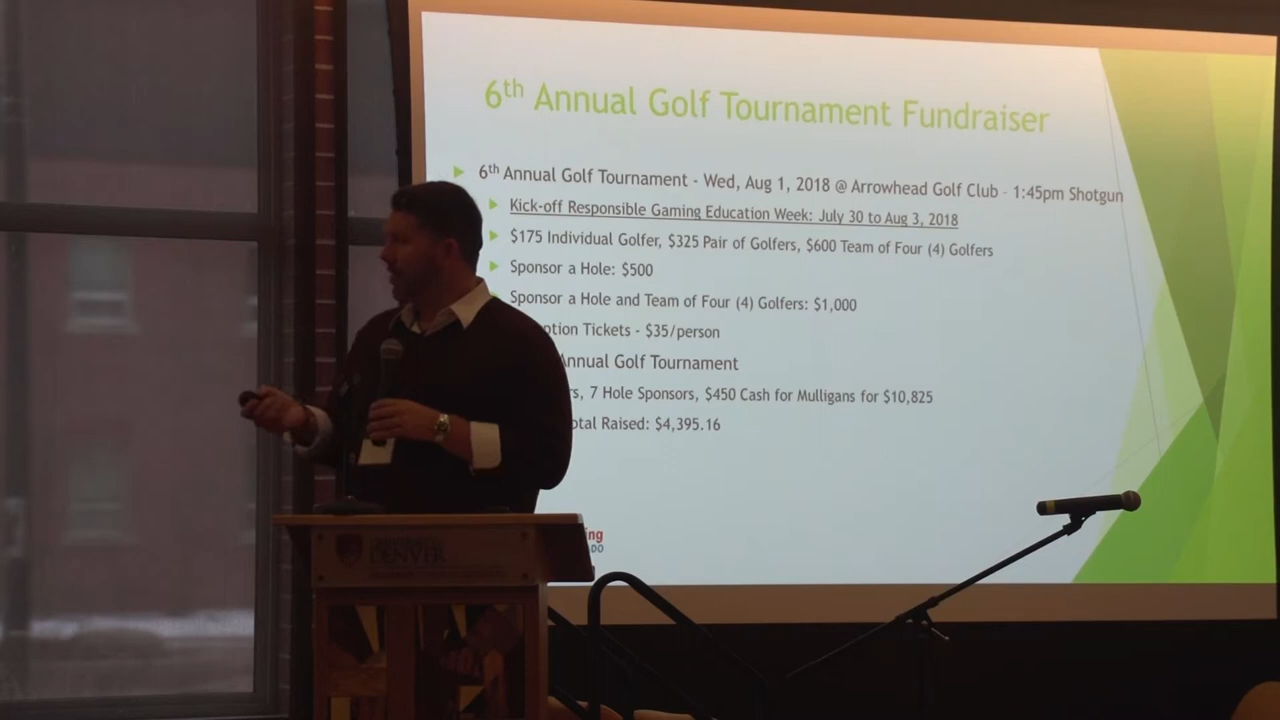 6th Annual Golf Tournament Fundraiser
6th Annual Golf Tournament - Wed, Aug 1, 2018 @ Arrowhead Golf Club - 1:45pm Shotgun
Kick-off Responsible Gaming Education Week: July 30 to Aug 3, 2018
$175 Individual Golfer, $325 Pair of Golfers, $600 Team of Four (4) Golfers
Sponsor a Hole: $500
Sponsor a Hole and Team of Four (4) Golfers: $1,000
Tickets - $35/person
Annual Golf Tournament
7 Hole Sponsors, $450 Cash for Mulligans for $10,825
Raised: $4,395.16
DENVER